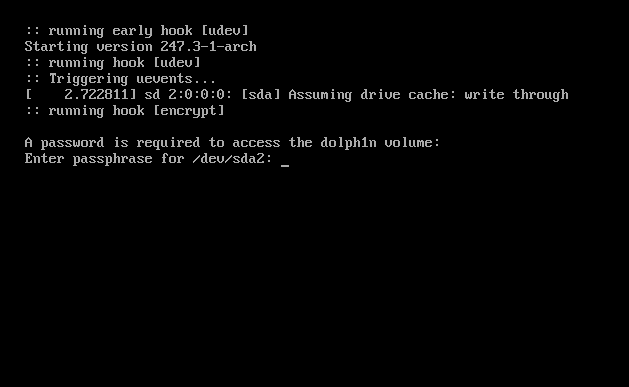 :: running early hook [udev]
Starting version 247.3-1-arch
:: running hook [udev]
:: Triggering uevents...
[    2.722811] sd 2:0:0:0: [sda] Assuming drive cache: write through
:: running hook [encrypt]
A password is required to access the dolph1n volume:
Enter passphrase for /dev/sda2: _